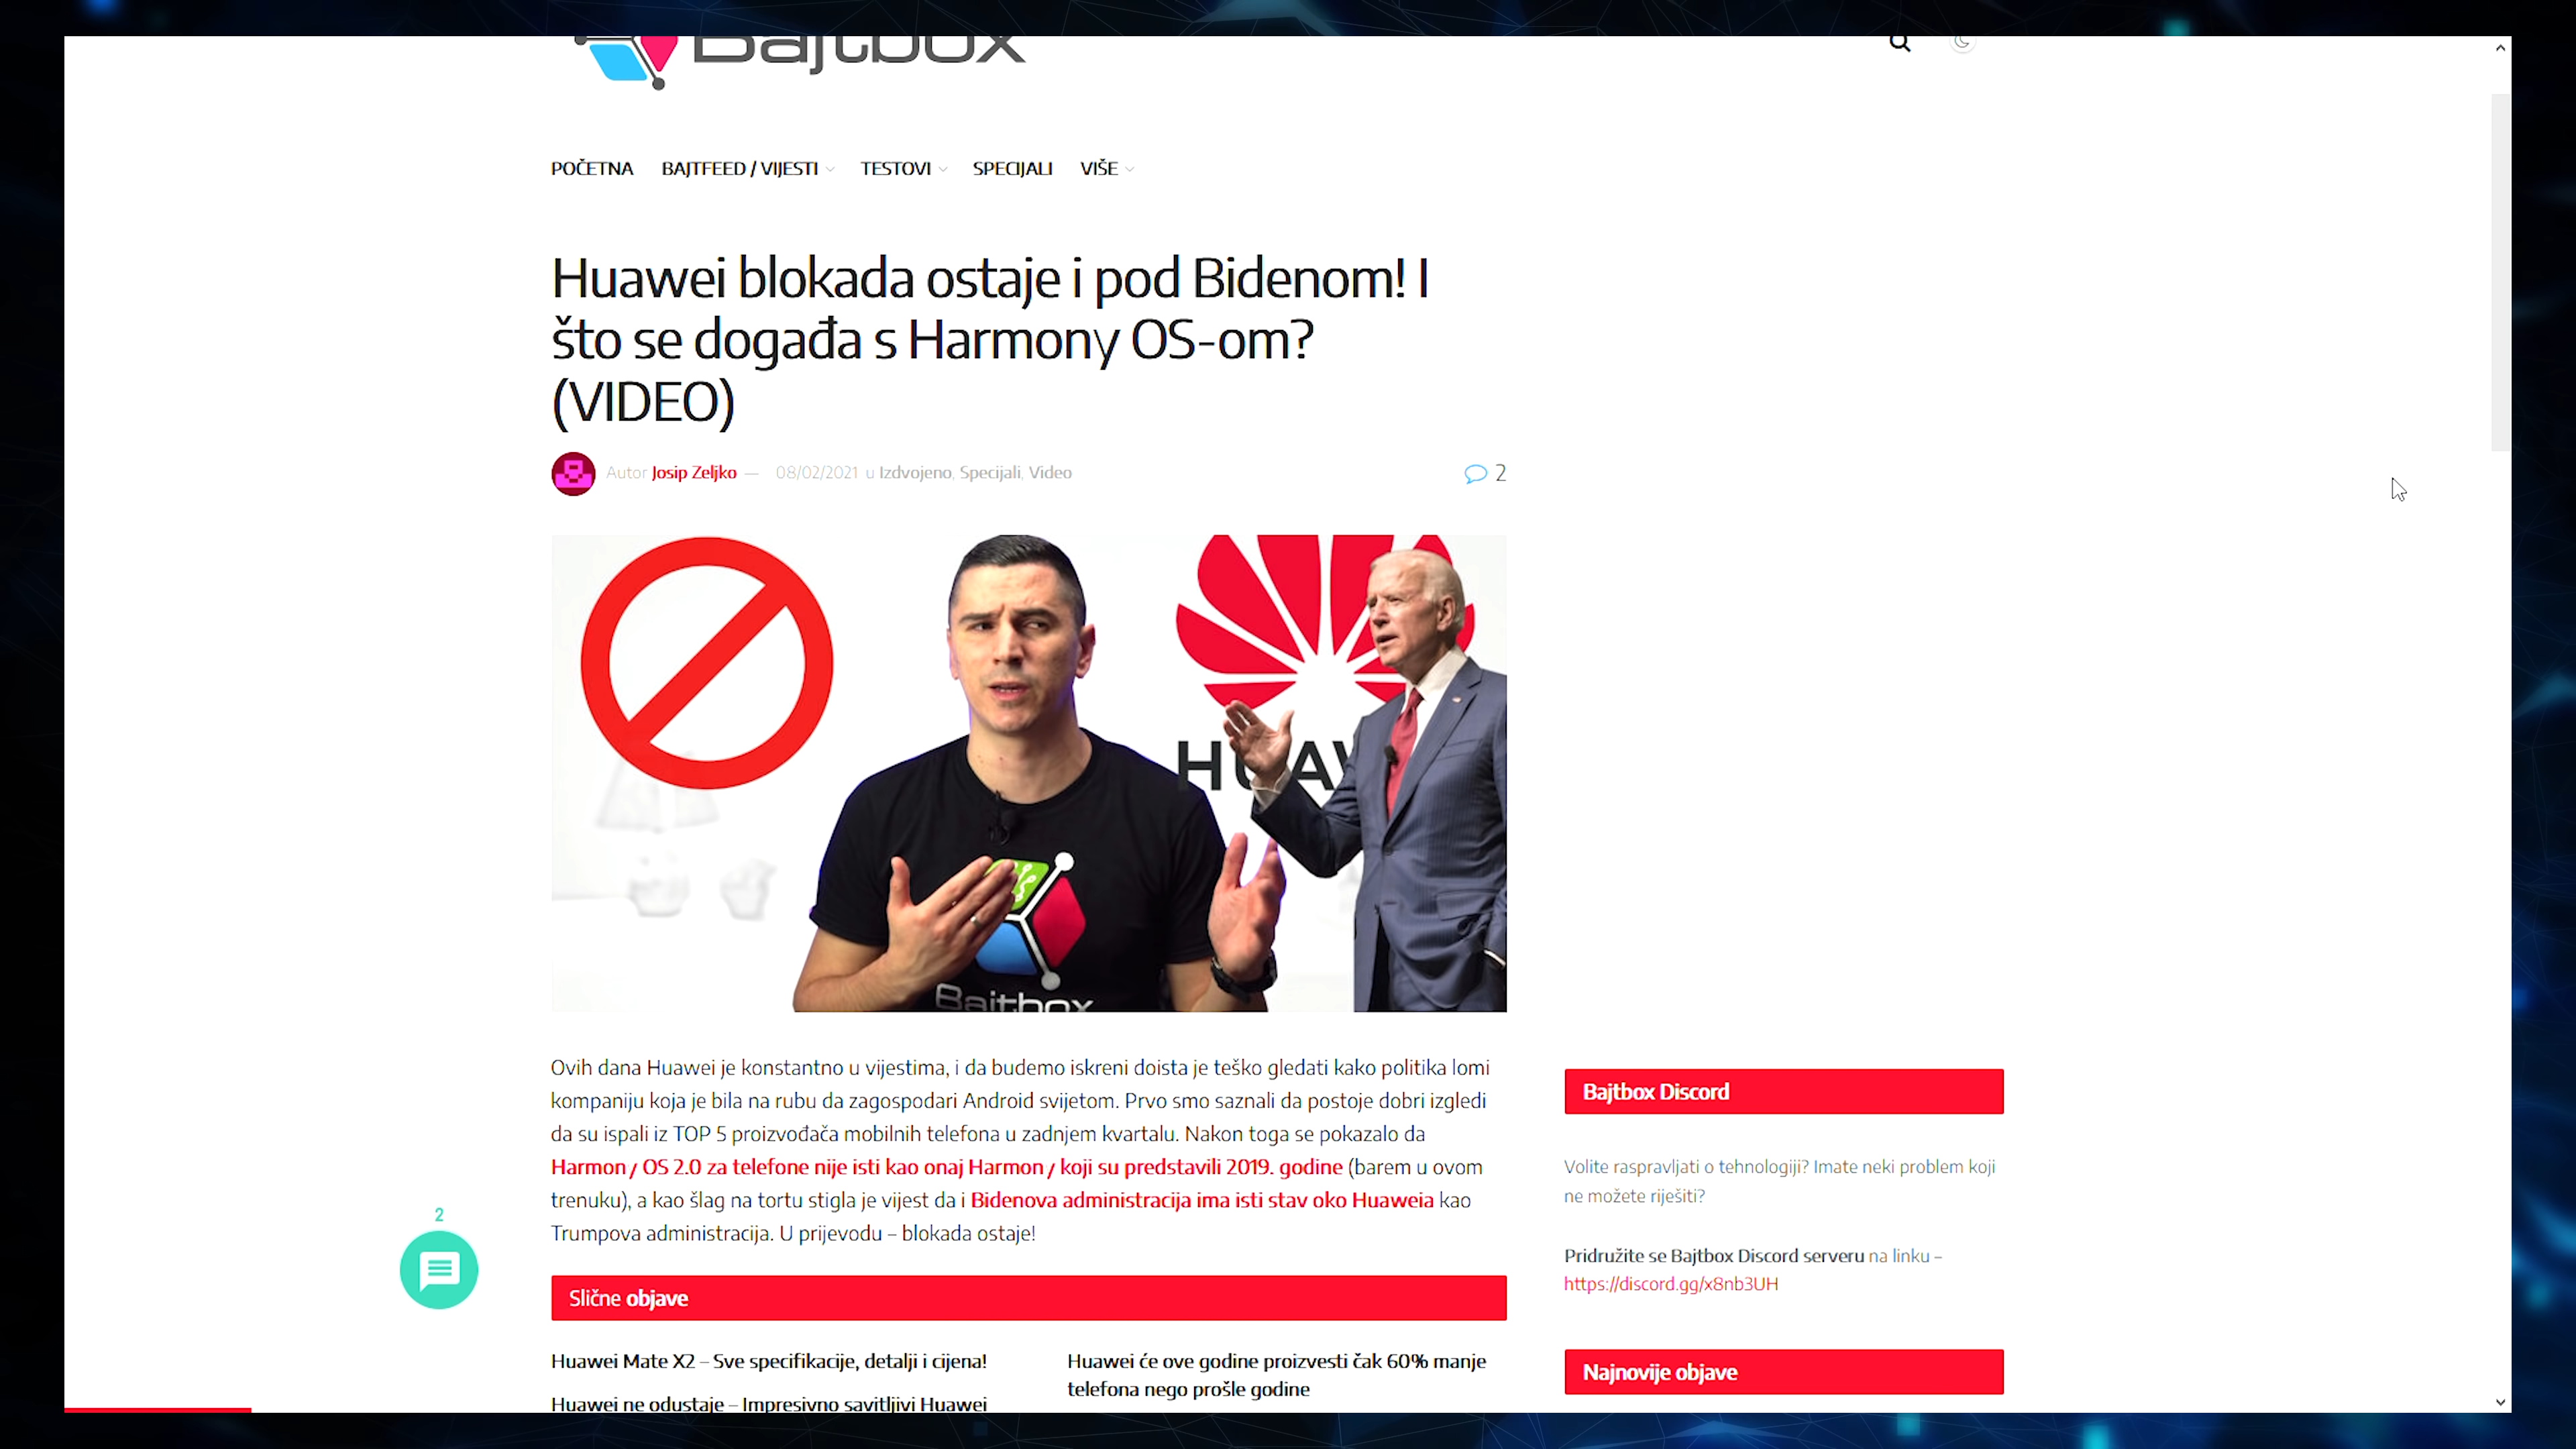 Bajtbox
POČETNA BAJTFEED / VIJESTI TESTOVI SPECIJALI VIŠE
Huawei blokada ostaje i pod Bidenom! I
što se događa s Harmony OS-om?
(VIDEO)
Autor Josip Zeljko — 08/02/2021 u Izdvojeno, Specijali, Video
2
HUAW
Bajtbox
Ovih dana Huawei je konstantno u vijestima, i da budemo iskreni doista je teško gledati kako politika lomi
kompaniju koja je bila na rubu da zagospodari Android svijetom. Prvo smo saznali da postoje dobri izgledi
da su ispali iz TOP 5 proizvođača mobilnih telefona u zadnjem kvartalu. Nakon toga se pokazalo da
Harmony OS 2.0 za telefone nije isti kao onaj Harmony koji su predstavili 2019. godine (barem u ovom
trenuku), a kao šlag na tortu stigla je vijest da i Bidenova administracija ima isti stav oko Huaweia kao
Trumpova administracija. U prijevodu – blokada ostaje!
2
Slične objave
Huawei Mate X2 – Sve specifikacije, detalji i cijena!
Huawei ne odustaje – Impresivno savitljivi Huawei
Huawei će ove godine proizvesti čak 60% manje
telefona nego prošle godine
Bajtbox Discord
Volite raspravljati o tehnologiji? Imate neki problem koji
ne možete riješiti?
Pridružite se Bajtbox Discord serveru na linku –
https://discord.gg/x8nb3UH
Najnovije objave